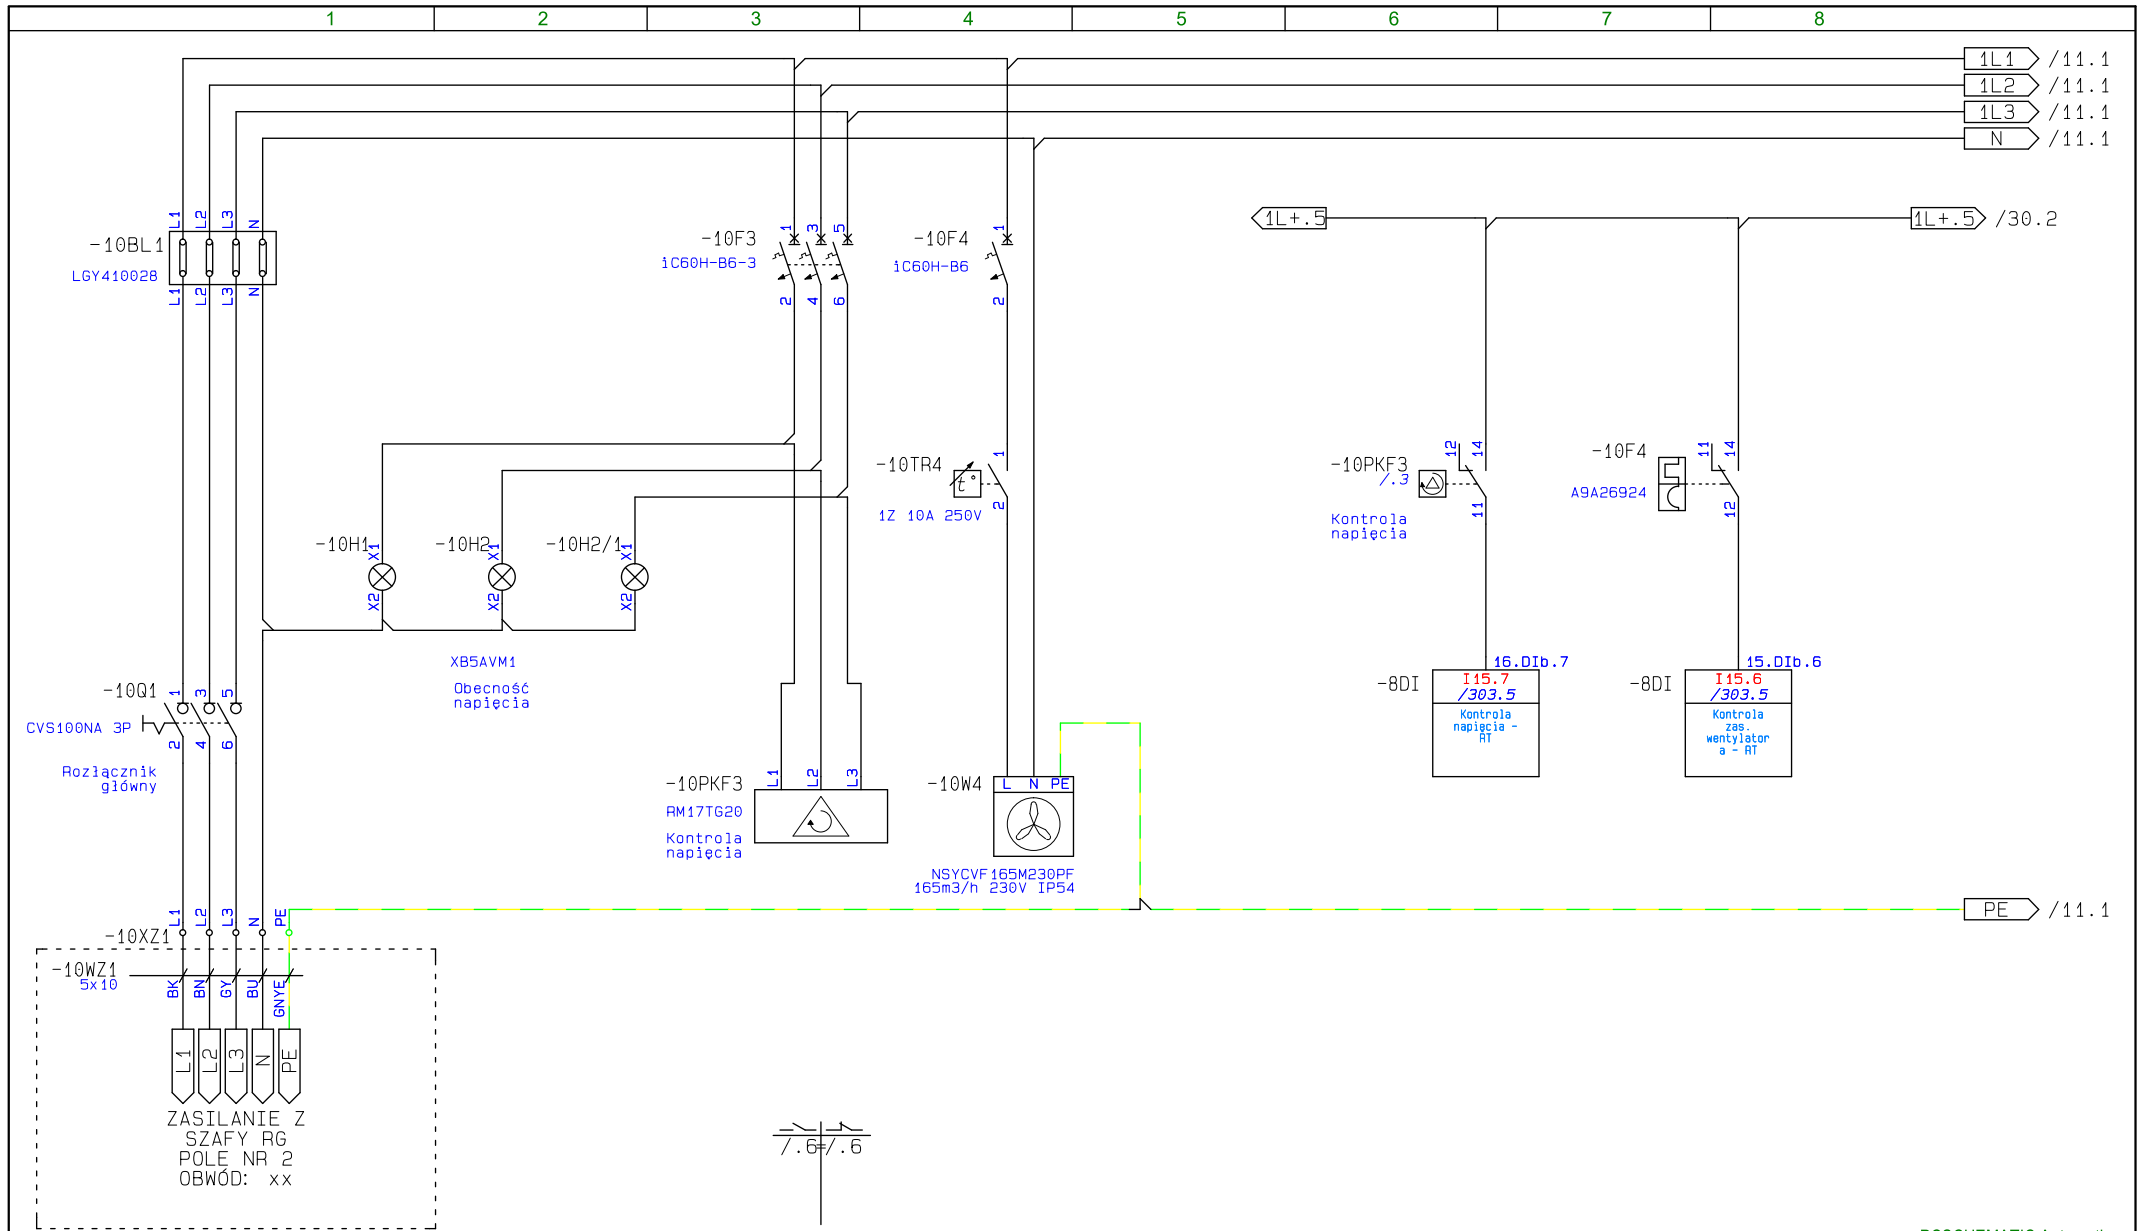 1 2 3 4 5 6 7 8
1L1 /11.1
1L2 /11.1
1L3 /11.1
N /11.1
1L+.5
1L+.5 /30.2
L1 L2 L3 N
-10BL1
LGY410028
L1 L2 L3 N
1 3 5
-10F3
iC60H-B6-3
2 4 6
1
-10F4
iC60H-B6
2
1
-10TR4
t°
1Z 10A 250V
2
12 14
-10PKF3
/.3
11
Kontrola
napięcia
11 14
-10F4
A9A26924
12
-10H1 X1
X2
-10H2 X1
X2
-10H2/1 X1
X2
XB5AVM1
Obecność
napięcia
1 3 5
-10Q1
CVS100NA 3P
2 4 6
Rozłącznik
główny
16.DIb.7
-8DI
I15.7
/303.5
Kontrola
napięcia -
RT
15.DIb.6
-8DI
I15.6
/303.5
Kontrola
zas.
wentylator
a - RT
L1 L2 L3
-10PKF3
RM17TG20
Kontrola
napięcia
-10W4
L N PE
NSYCVF165M230PF
165m3/h 230V IP54
PE /11.1
L1 L2 L3 N PE
-10XZ1
-10WZ1
5x10
BK BN GY BU GNYE
L1 L2 L3 N PE
ZASILANIE Z
SZAFY RG
POLE NR 2
OBWÓD: xx
/.6 /.6